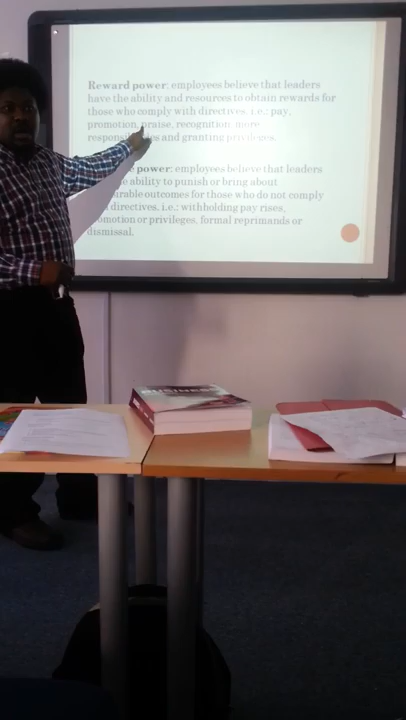 Reward power: employees believe that leaders
have the ability and resources to obtain rewards for
those who comply with directives. i.e.: pay,
promotion, praise, recognition, more
and granting privileges.
power: employees believe that leaders
ability to punish or bring about
outcomes for those who do not comply
directives. i.e.: withholding pay rises,
or privileges, formal reprimands or
dismissal.
BUSINESS